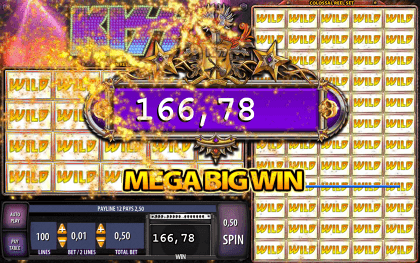 KISS
COLOSSAL REEL SET
WILD WILD WILD WILD WILD
166,78
MEGA BIG WIN
PAYLINE 12 PAYS 2,50
AUTO PLAY
PAY TABLE
100
LINES
0,01
BET / 2 LINES
0,50
TOTAL BET
166,78
WIN
0,50
SPIN